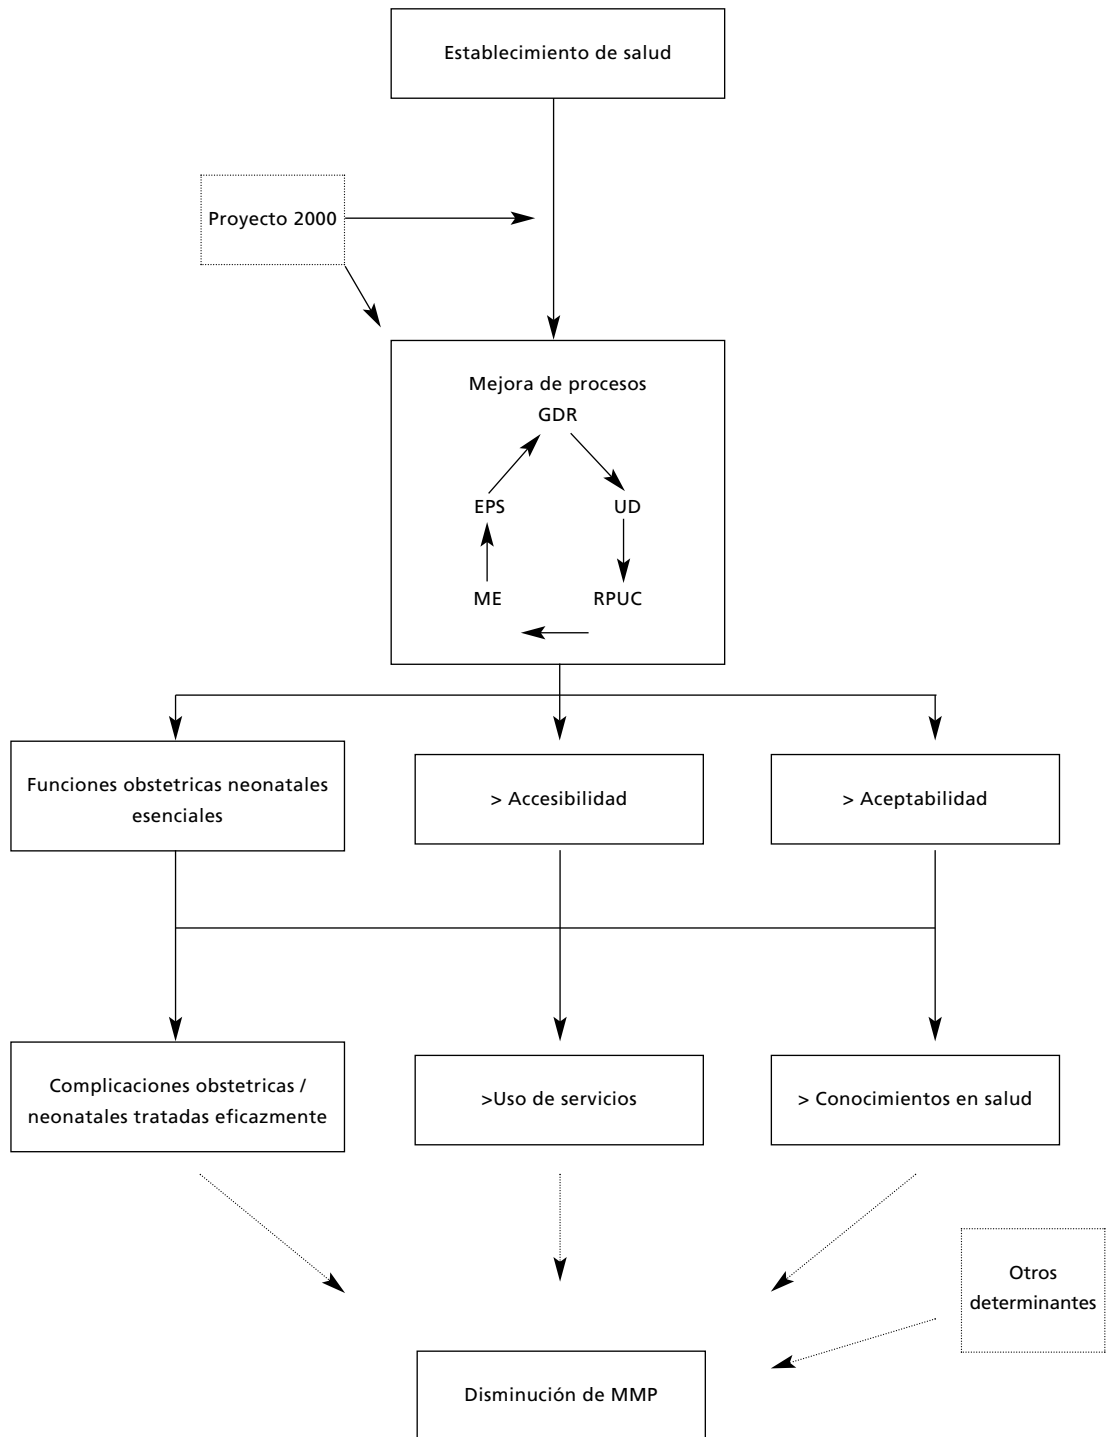 Establecimiento de salud
Proyecto 2000
Mejora de procesos
GDR
EPS
UD
ME
RPUC
Funciones obstetricas neonatales
esenciales
> Accesibilidad
> Aceptabilidad
Complicaciones obstetricas /
neonatales tratadas eficazmente
>Uso de servicios
> Conocimientos en salud
Otros
determinantes
Disminución de MMP